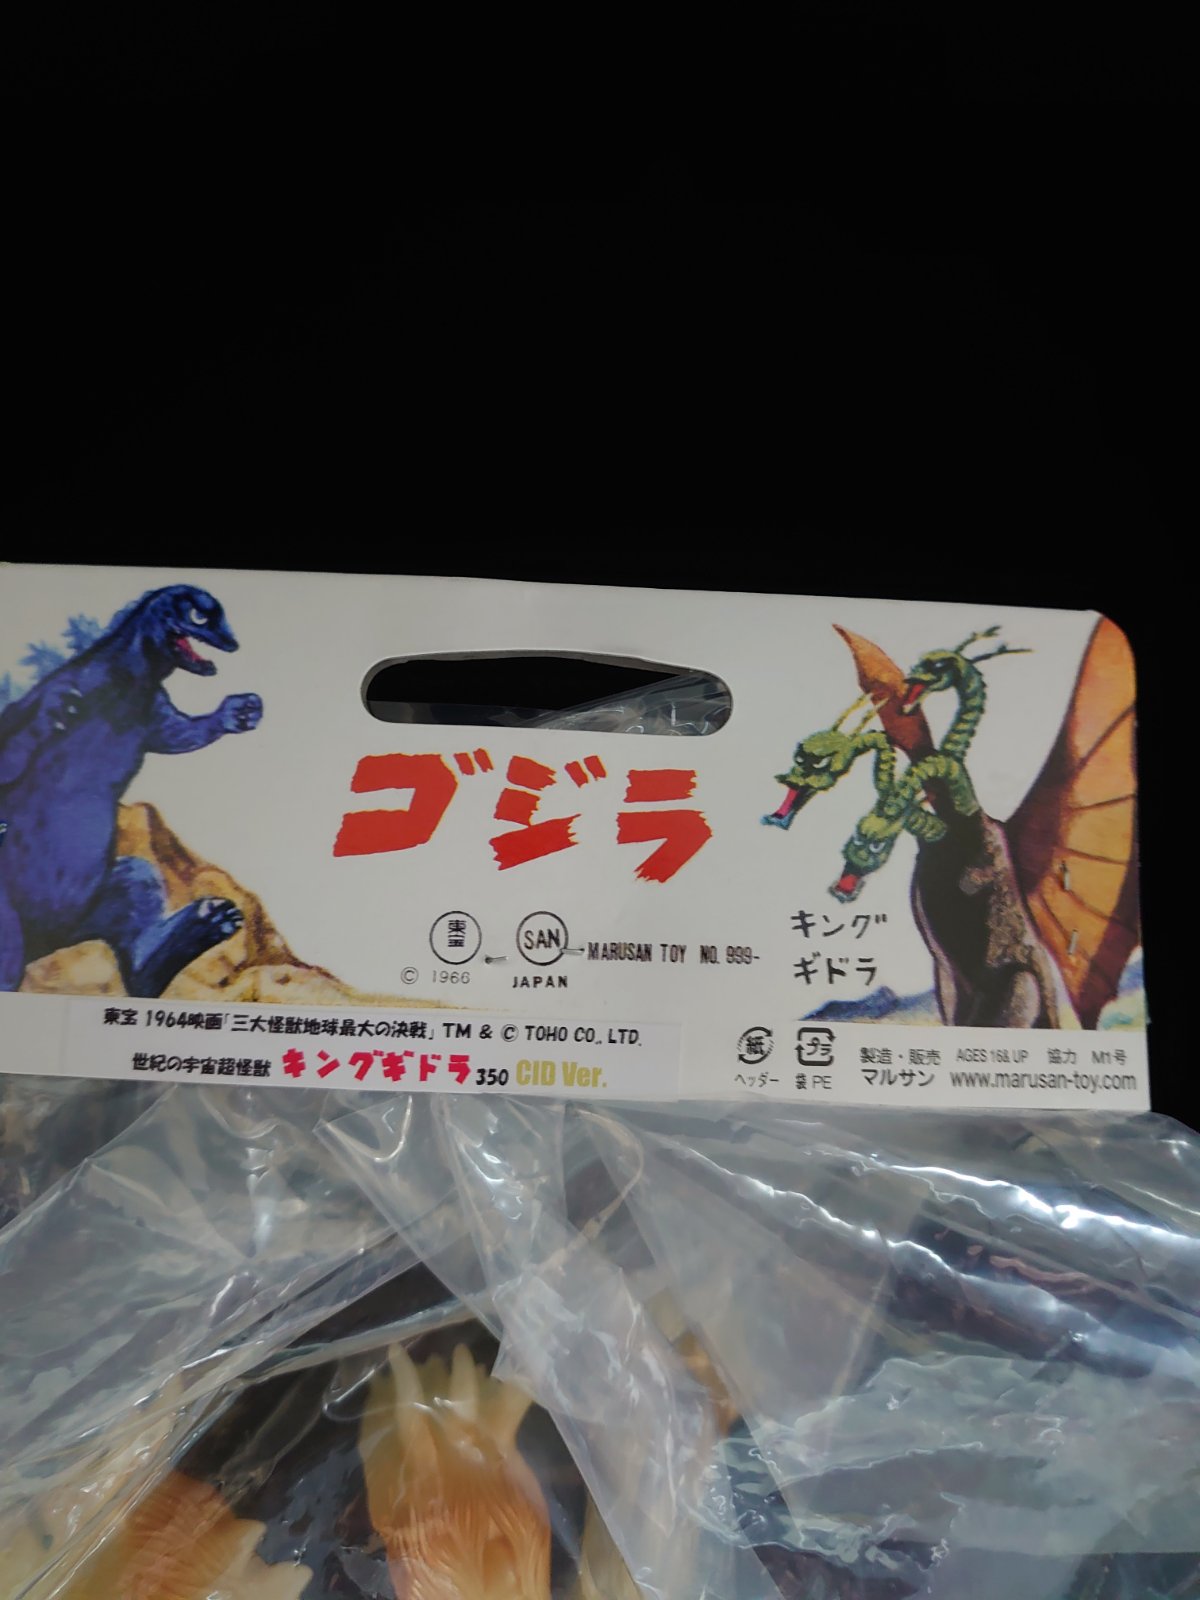 ゴジラ
東宝
SAN
MARUSAN TOY NO. 999-
© 1966
JAPAN
キング
ギドラ
東宝 1964映画「三大怪獣地球最大の決戦」 TM & © TOHO CO., LTD.
世紀の宇宙超怪獣 キングギドラ 350 CID Ver.
紙
ヘッダー
プラ
袋 PE
製造・販売 AGES 16& UP 協力 M1号
マルサン www.marusan-toy.com